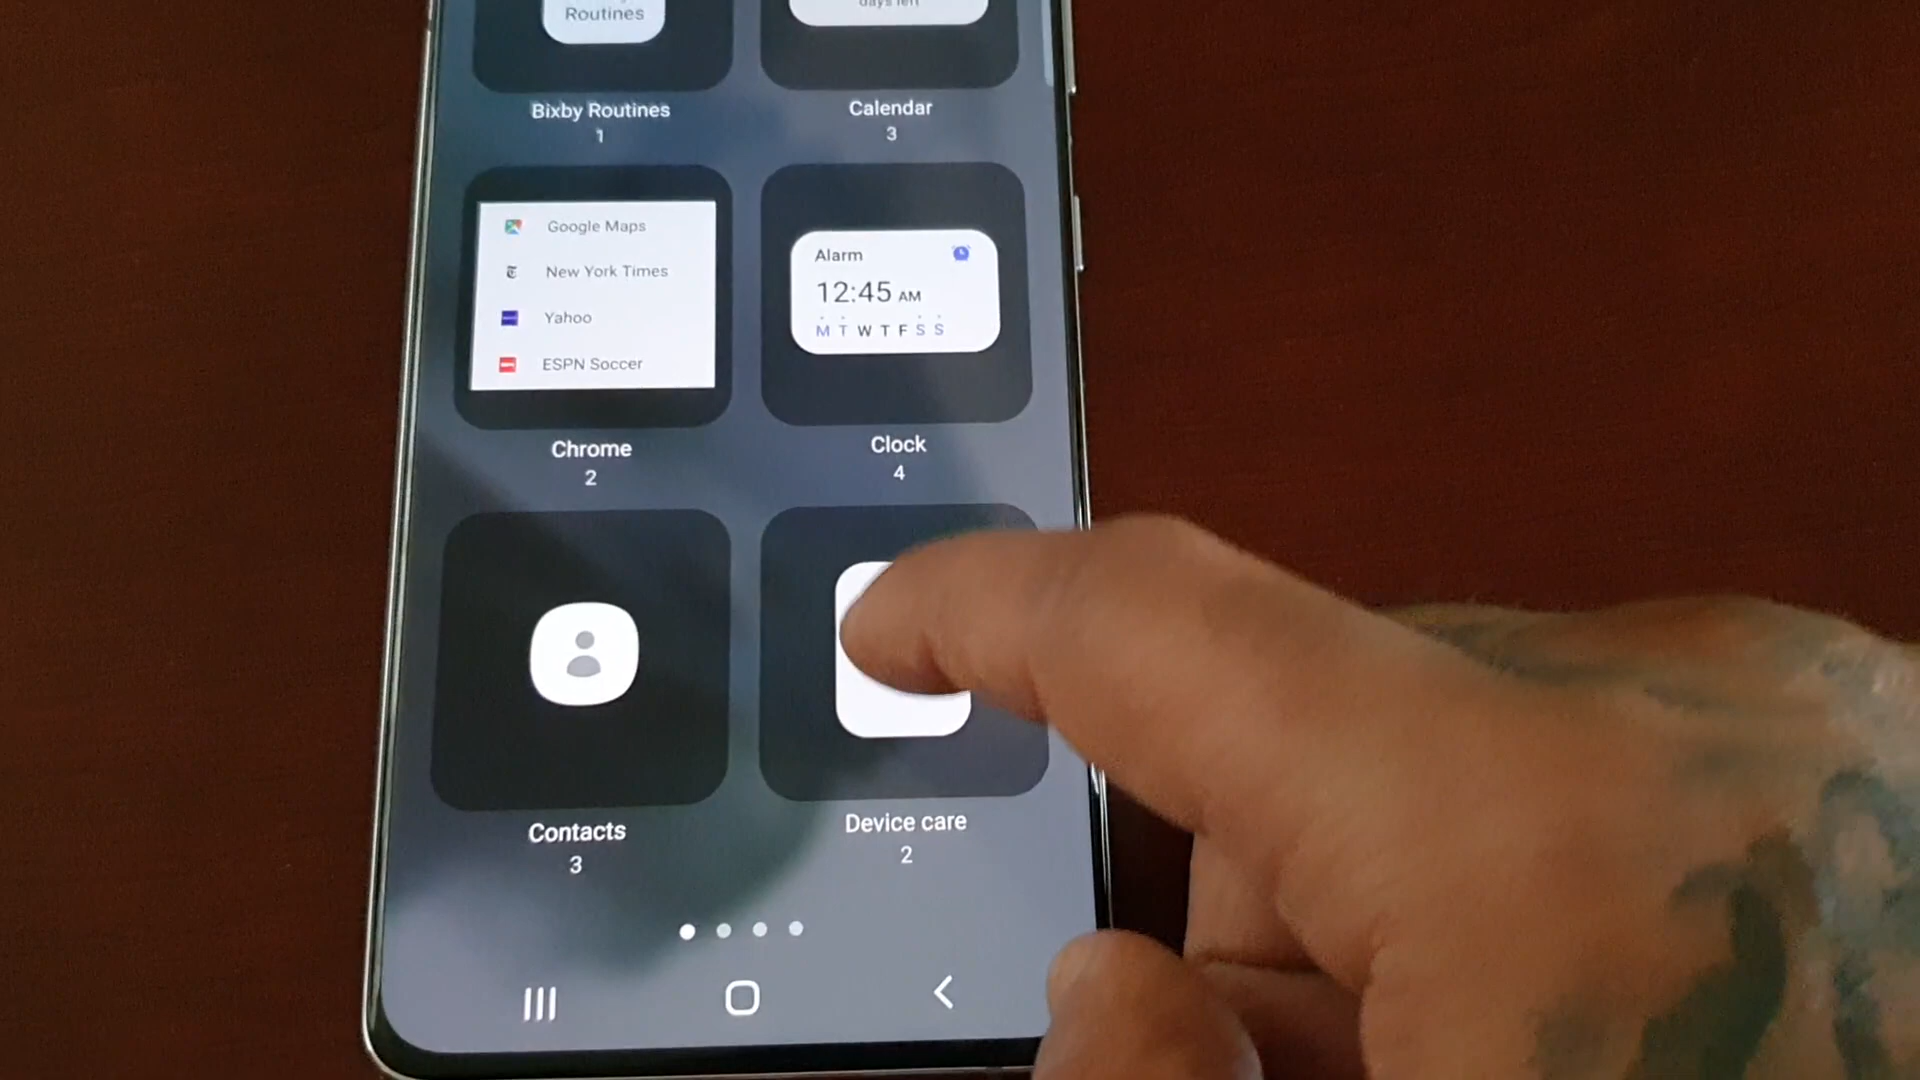 Routines
days left
Bixby Routines
1
Calendar
3
Google Maps
New York Times
Yahoo
ESPN Soccer
Chrome
2
Alarm
12:45 AM
M T W T F S S
Clock
4
Contacts
3
Device care
2